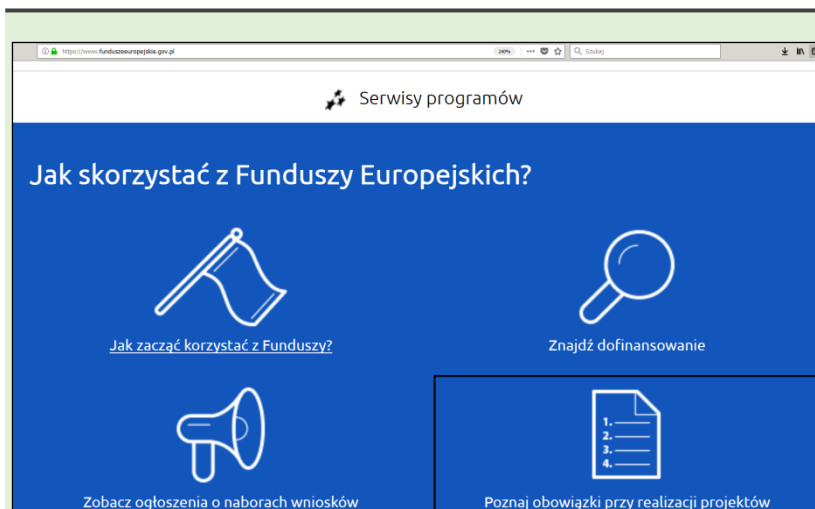 https://www.funduszeeuropejskie.gov.pl
240%
Szukaj
Serwisy programów
Jak skorzystać z Funduszy Europejskich?
Jak zacząć korzystać z Funduszy?
Znajdź dofinansowanie
1.
2.
3.
4.
Zobacz ogłoszenia o naborach wniosków
Poznaj obowiązki przy realizacji projektów